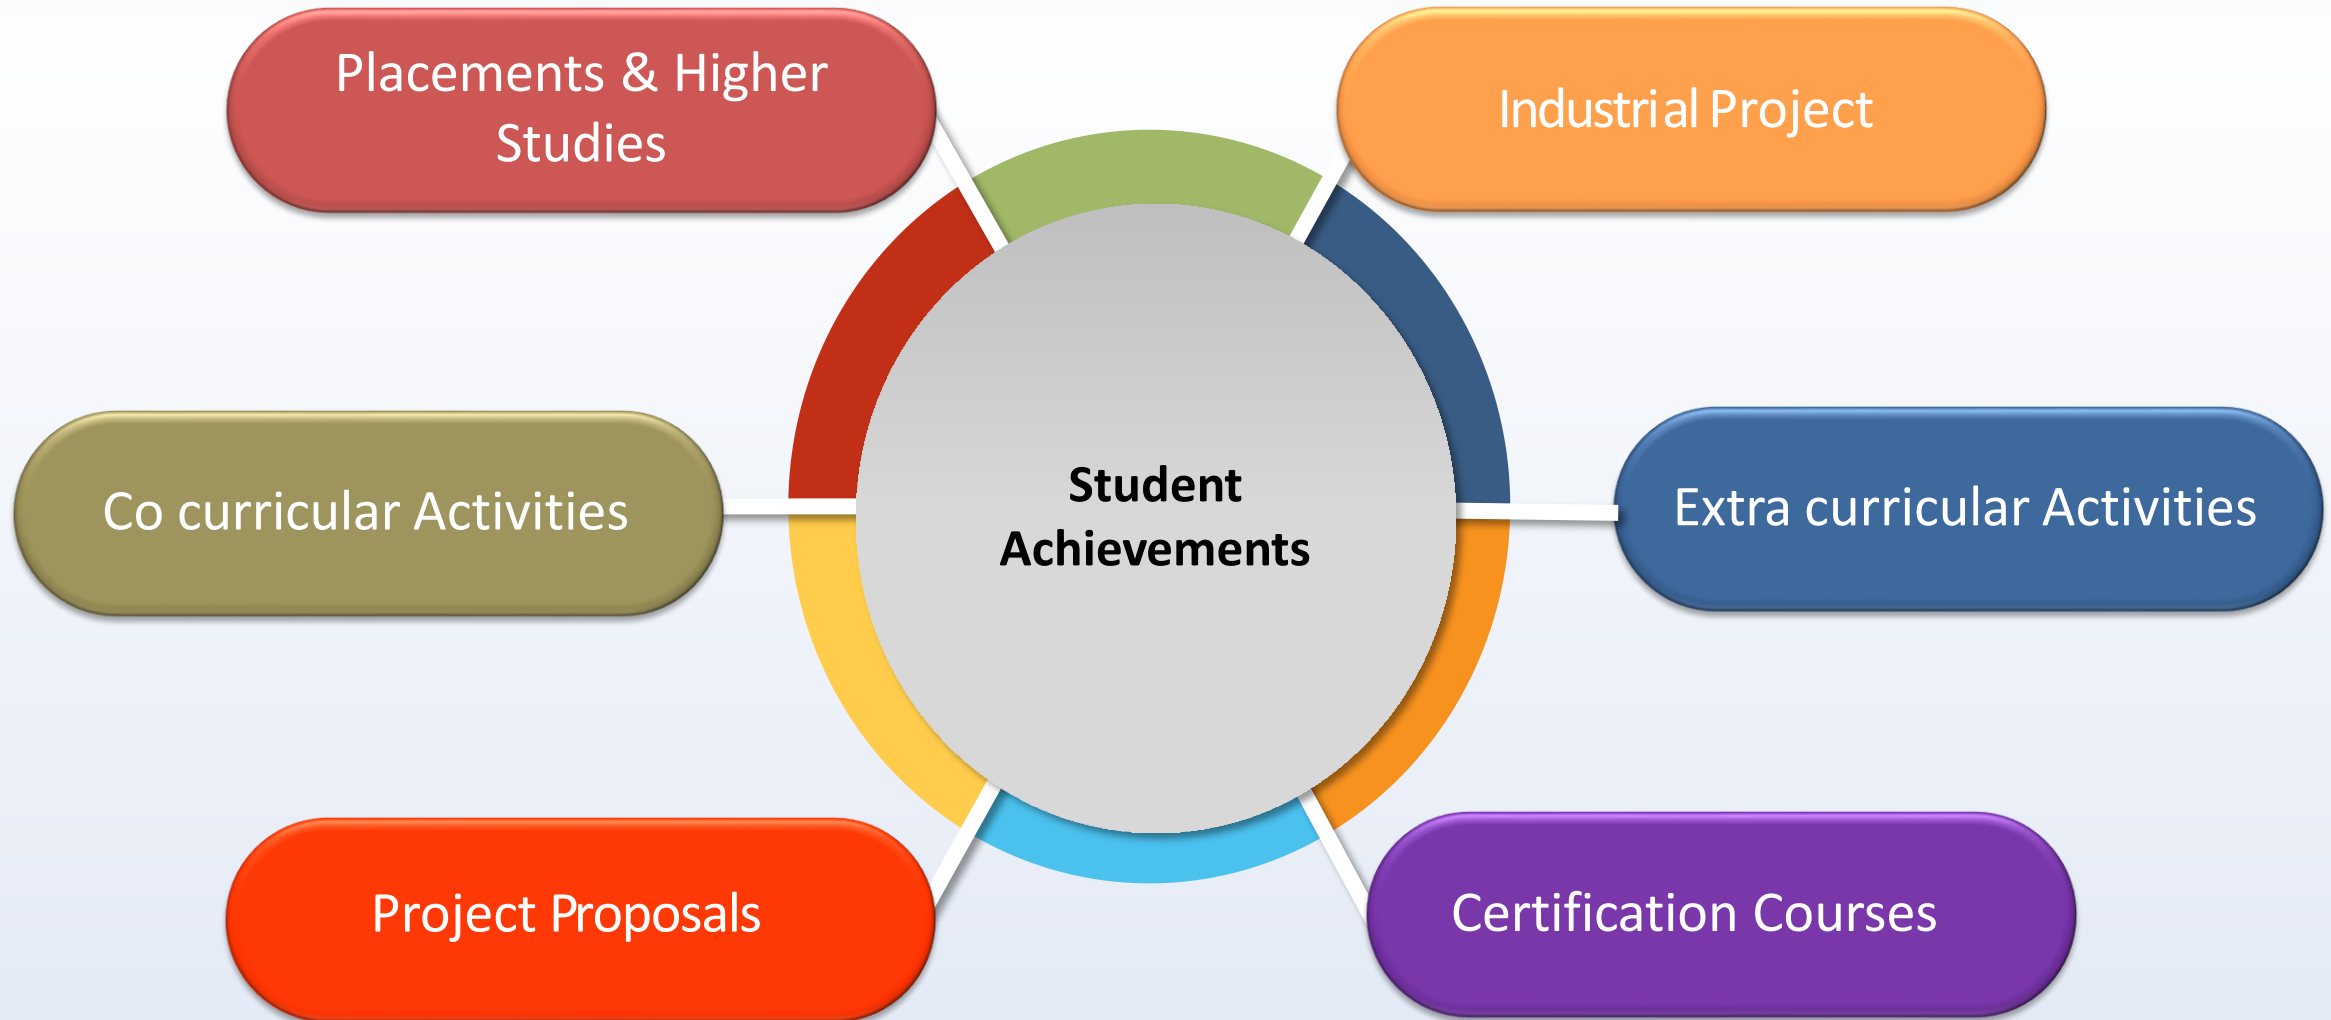 Placements & Higher
Studies
Industrial Project
Co curricular Activities
Student
Achievements
Extra curricular Activities
Project Proposals
Certification Courses